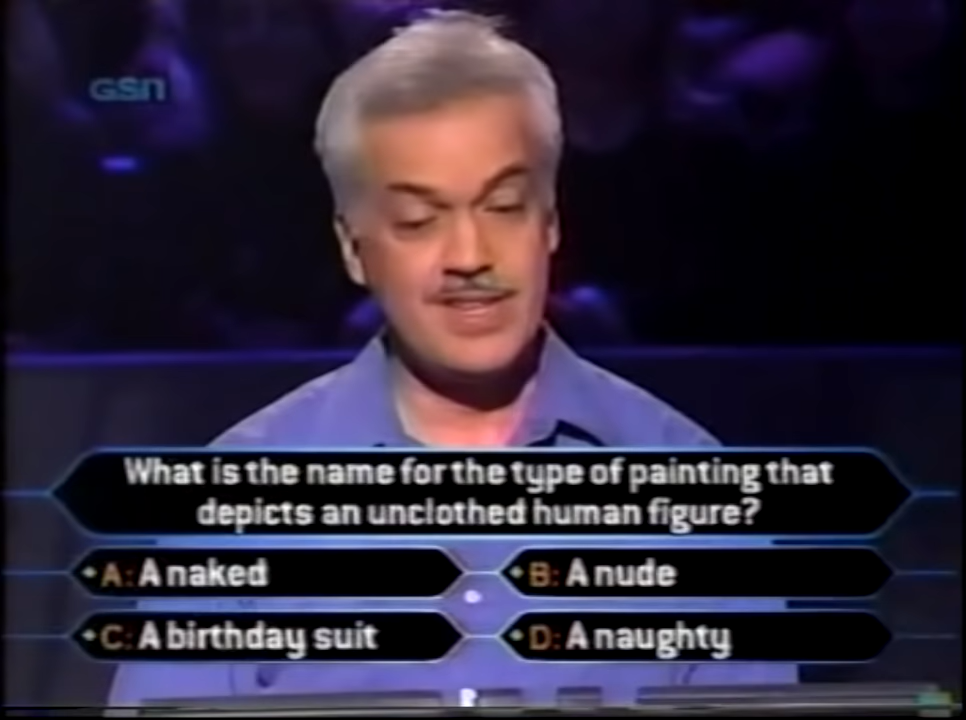 GSN
What is the name for the type of painting that
depicts an unclothed human figure?
A: A naked
B: A nude
C: A birthday suit
D: A naughty